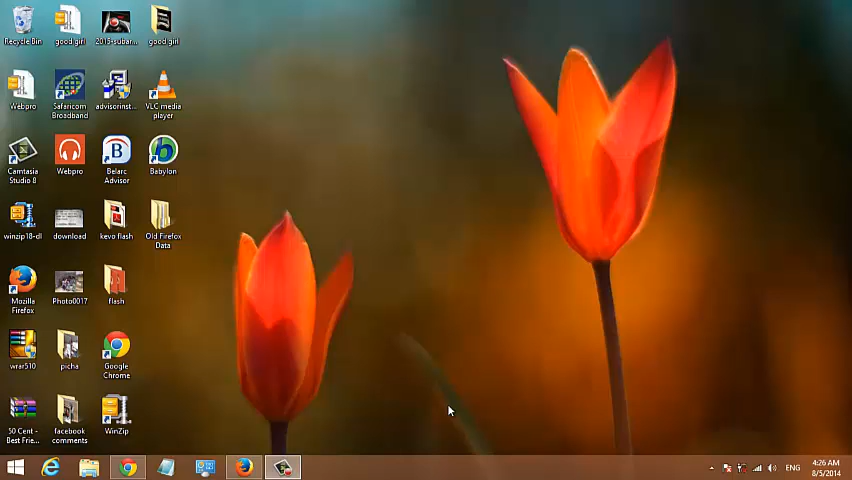 Recycle Bin
good girl
2015-subar...
good girl
Webpro
Safaricom
Broadband
advisorinst...
VLC media
player
Camtasia
Studio 8
Webpro
Belarc
Advisor
Babylon
winzip18-dl
download
kevo flash
Old Firefox
Data
Mozilla
Firefox
Photo0017
flash
wrar510
picha
Google
Chrome
50 Cent -
Best Frie...
facebook
comments
WinZip
ENG
4:26 AM
8/5/2014